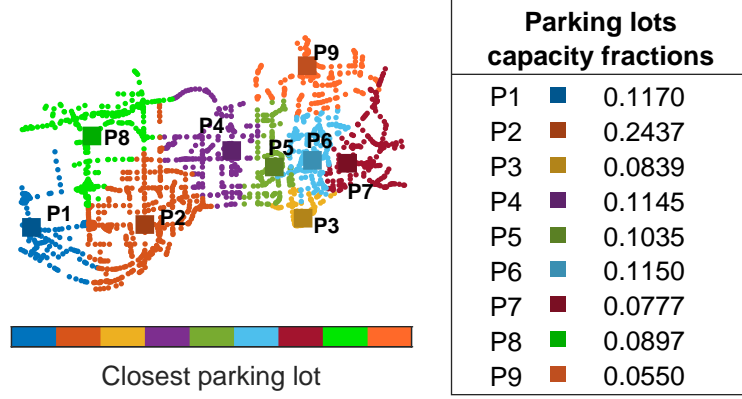 P9
P4
P8
P5
P6
P7
P1
P2
P3
Closest parking lot
Parking lots
capacity fractions
P1 0.1170
P2 0.2437
P3 0.0839
P4 0.1145
P5 0.1035
P6 0.1150
P7 0.0777
P8 0.0897
P9 0.0550